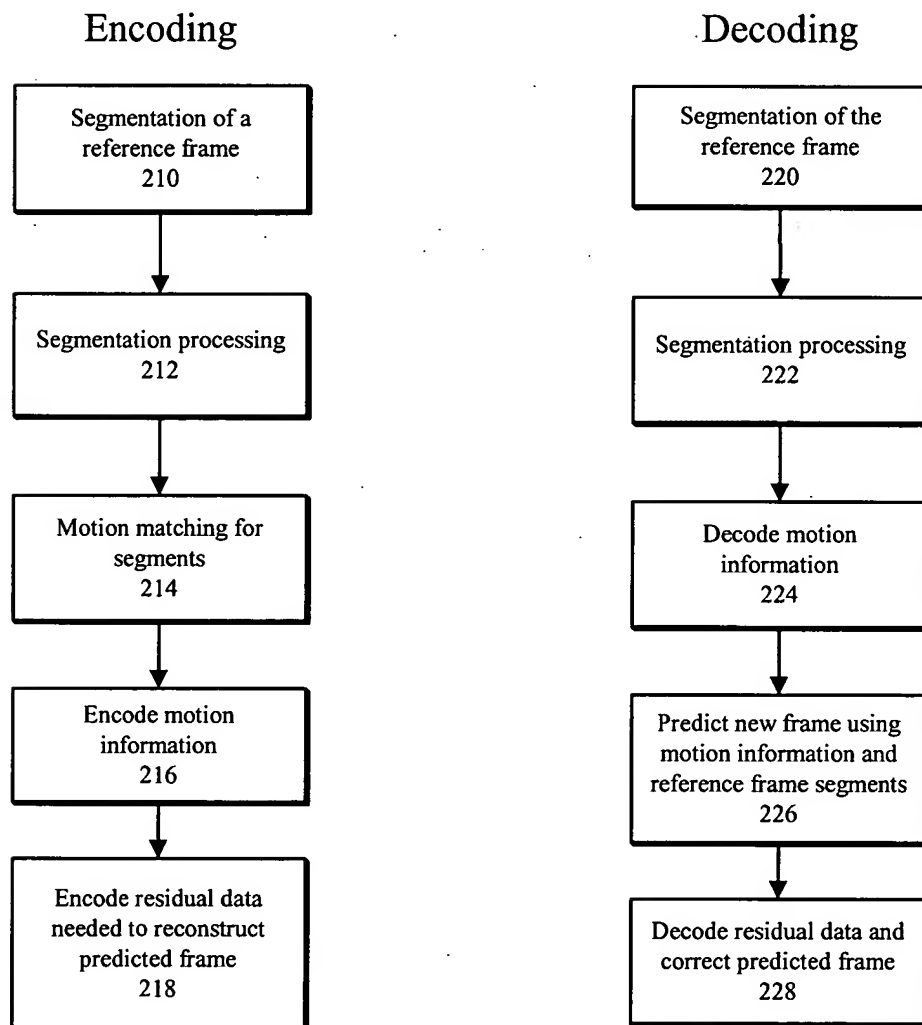 Encoding
Segmentation of a
reference frame
210
Segmentation processing
212
Motion matching for
segments
214
Encode motion
information
216
Encode residual data
needed to reconstruct
predicted frame
218
Decoding
Segmentation of the
reference frame
220
Segmentation processing
222
Decode motion
information
224
Predict new frame using
motion information and
reference frame segments
226
Decode residual data and
correct predicted frame
228